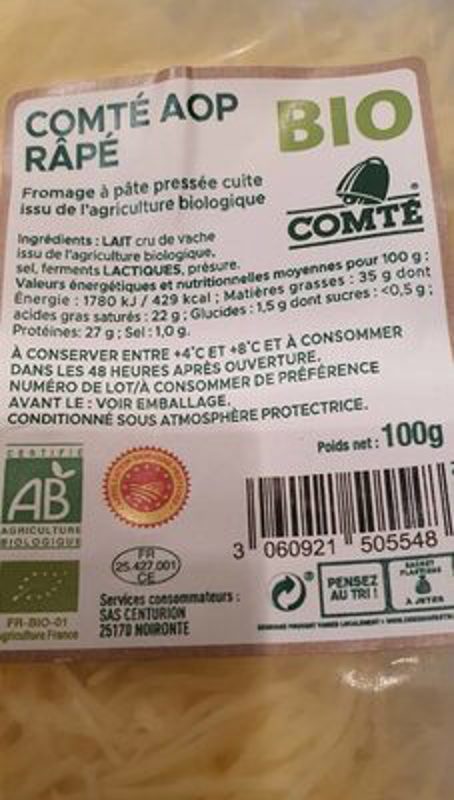 COMTÉ AOP
RÂPÉ
BIO
Fromage à pâte pressée cuite
issu de l'agriculture biologique
COMTÉ
Ingrédients : LAIT cru de vache
issu de l'agriculture biologique,
sel, ferments LACTIQUES, présure.
Valeurs énergétiques et nutritionnelles moyennes pour 100 g :
Énergie : 1780 kJ / 429 kcal ; Matières grasses : 35 g dont
acides gras saturés : 22 g ; Glucides : 1,5 g dont sucres : <0,5 g ;
Protéines: 27 g ; Sel : 1,0 g.
À CONSERVER ENTRE +4°C ET +8°C ET À CONSOMMER
DANS LES 48 HEURES APRÈS OUVERTURE.
NUMÉRO DE LOT/À CONSOMMER DE PRÉFÉRENCE
AVANT LE : VOIR EMBALLAGE.
CONDITIONNÉ SOUS ATMOSPHÈRE PROTECTRICE.
Poids net : 100g
CERTIFIÉ
AB
AGRICULTURE
BIOLOGIQUE
FR
25.427.001
CE
3 060921 505548
FR-BIO-01
Agriculture France
Services consommateurs :
SAS CENTURION
25170 NOIRONTE
PENSEZ
AU TRI !
SACHET
PLASTIQUE
À JETER